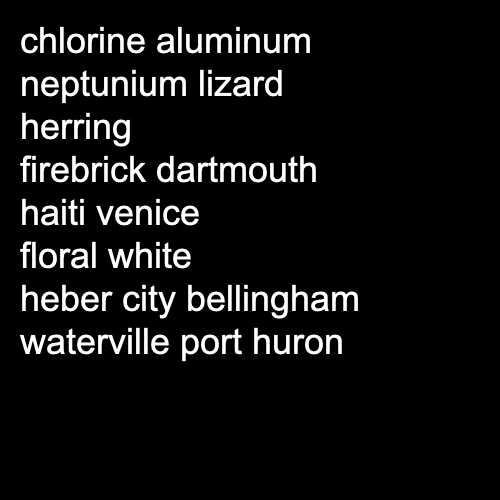 chlorine aluminum
neptunium lizard
herring
firebrick dartmouth
haiti venice
floral white
heber city bellingham
waterville port huron